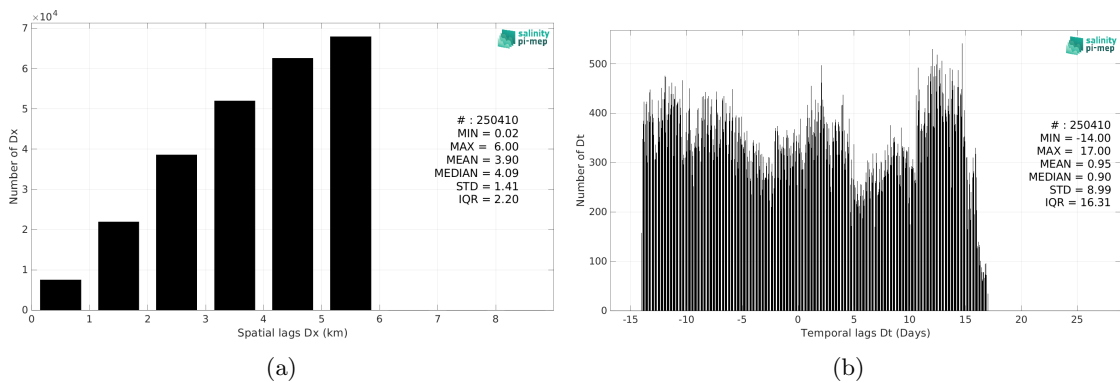 ×10⁴
7
6
5
4
3
2
1
0
Number of Dx
salinity
pi-mep
# : 250410
MIN = 0.02
MAX = 6.00
MEAN = 3.90
MEDIAN = 4.09
STD = 1.41
IQR = 2.20
0 1 2 3 4 5 6 7 8
Spatial lags Dx (km)
(a)
500
400
300
200
100
0
Number of Dt
salinity
pi-mep
# : 250410
MIN = -14.00
MAX = 17.00
MEAN = 0.95
MEDIAN = 0.90
STD = 8.99
IQR = 16.31
-15 -10 -5 0 5 10 15 20 25
Temporal lags Dt (Days)
(b)